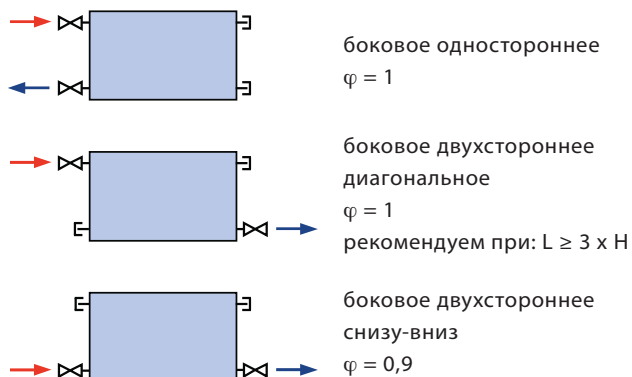 боковое одностороннее
φ = 1
боковое двухстороннее
диагональное
φ = 1
рекомендуем при: L ≥ 3 x H
боковое двухстороннее
снизу-вниз
φ = 0,9